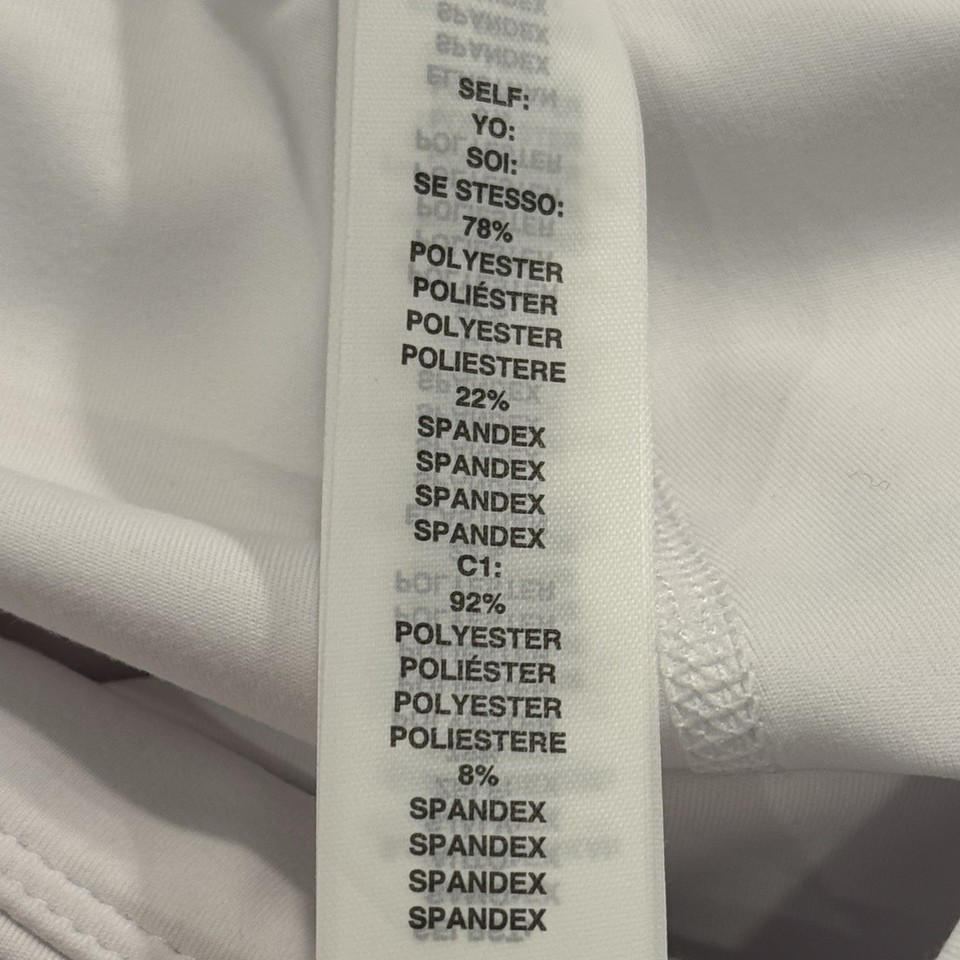 SELF:
YO:
SOI:
SE STESSO:
78%
POLYESTER
POLIÉSTER
POLYESTER
POLIESTERE
22%
SPANDEX
SPANDEX
SPANDEX
SPANDEX
C1:
92%
POLYESTER
POLIÉSTER
POLYESTER
POLIESTERE
8%
SPANDEX
SPANDEX
SPANDEX
SPANDEX